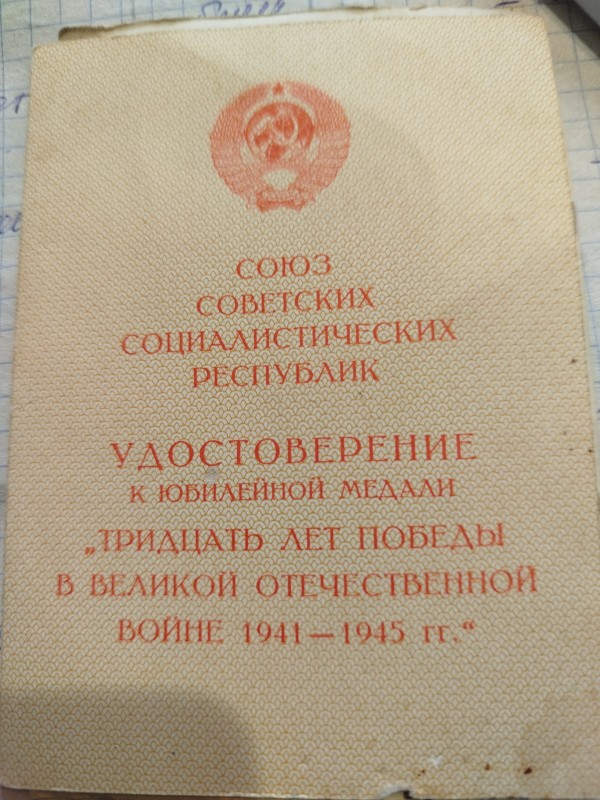 СОЮЗ
СОВЕТСКИХ
СОЦИАЛИСТИЧЕСКИХ
РЕСПУБЛИК
УДОСТОВЕРЕНИЕ
К ЮБИЛЕЙНОЙ МЕДАЛИ
„ТРИДЦАТЬ ЛЕТ ПОБЕДЫ
В ВЕЛИКОЙ ОТЕЧЕСТВЕННОЙ
ВОЙНЕ 1941—1945 гг.“